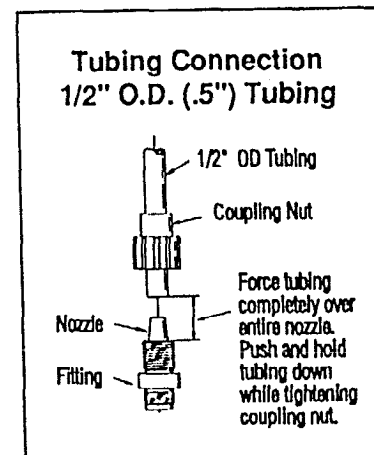 Tubing Connection
1/2" O.D. (.5") Tubing
1/2" OD Tubing
Coupling Nut
Force tubing
completely over
entire nozzle.
Push and hold
tubing down
while tightening
coupling nut.
Nozzle
Fitting